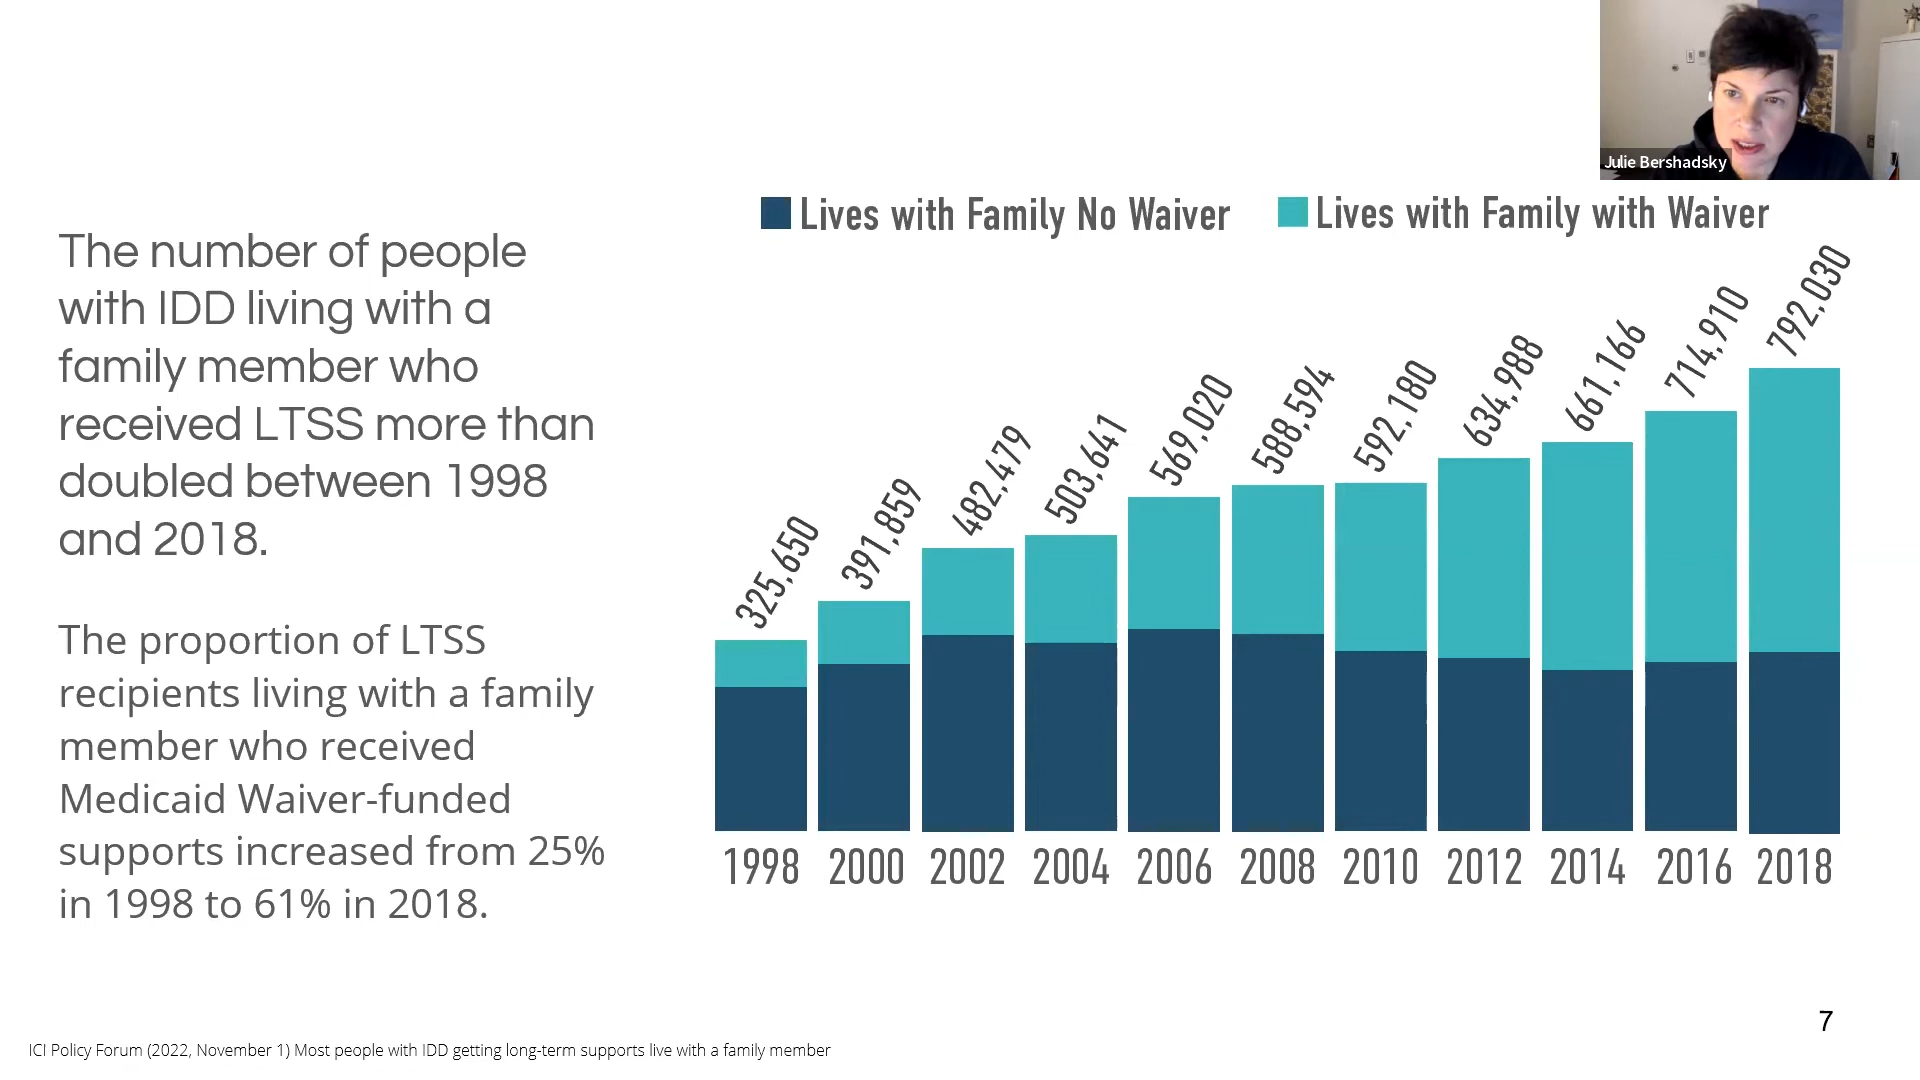 Julie Bershadsky
The number of people
with IDD living with a
family member who
received LTSS more than
doubled between 1998
and 2018.
The proportion of LTSS
recipients living with a family
member who received
Medicaid Waiver-funded
supports increased from 25%
in 1998 to 61% in 2018.
Lives with Family No Waiver
Lives with Family with Waiver
325,650
391,859
482,479
503,641
569,020
588,594
592,180
634,988
661,166
714,910
792,030
1998 2000 2002 2004 2006 2008 2010 2012 2014 2016 2018
7
ICI Policy Forum (2022, November 1) Most people with IDD getting long-term supports live with a family member